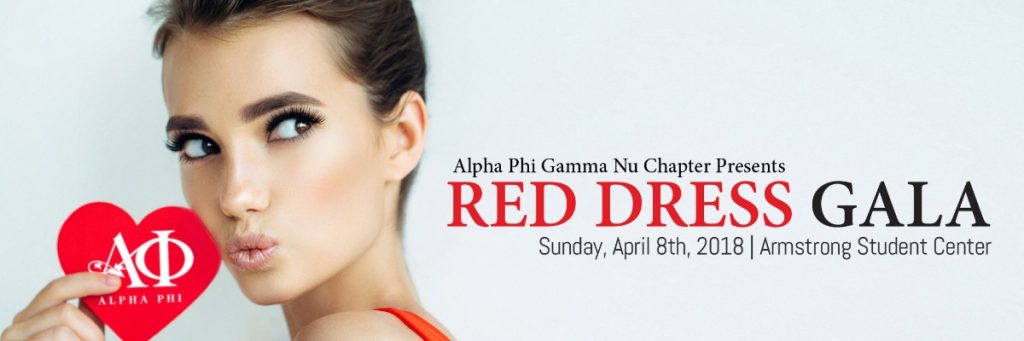 ΑΦ
ALPHA PHI
Alpha Phi Gamma Nu Chapter Presents
RED DRESS GALA
Sunday, April 8th, 2018 | Armstrong Student Center